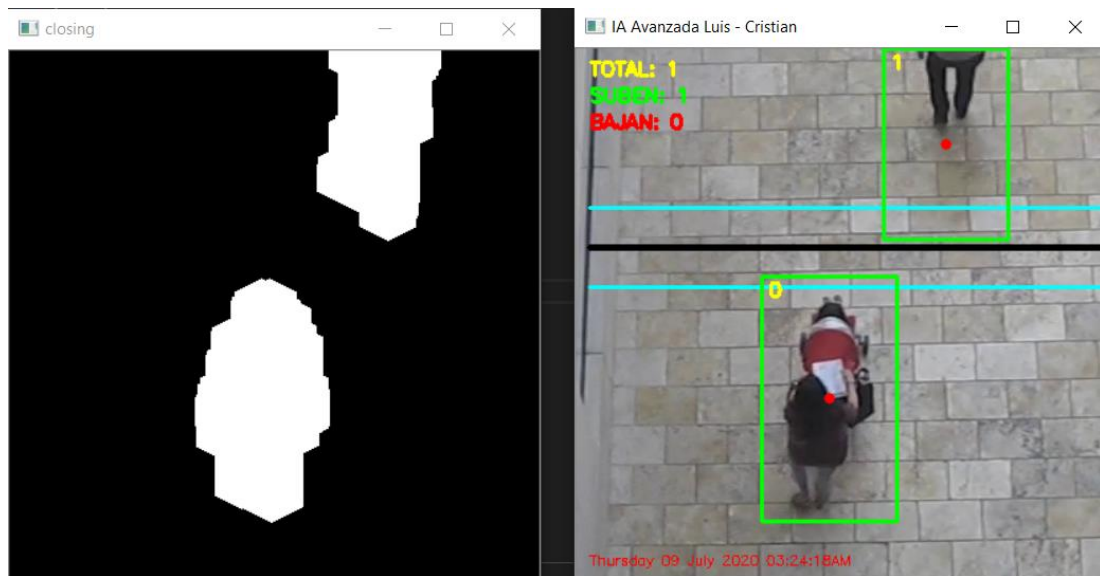 closing
IA Avanzada Luis - Cristian
TOTAL: 1
SUBEN: 1
BAJAN: 0
1
0
Thursday 09 July 2020 03:24:18AM